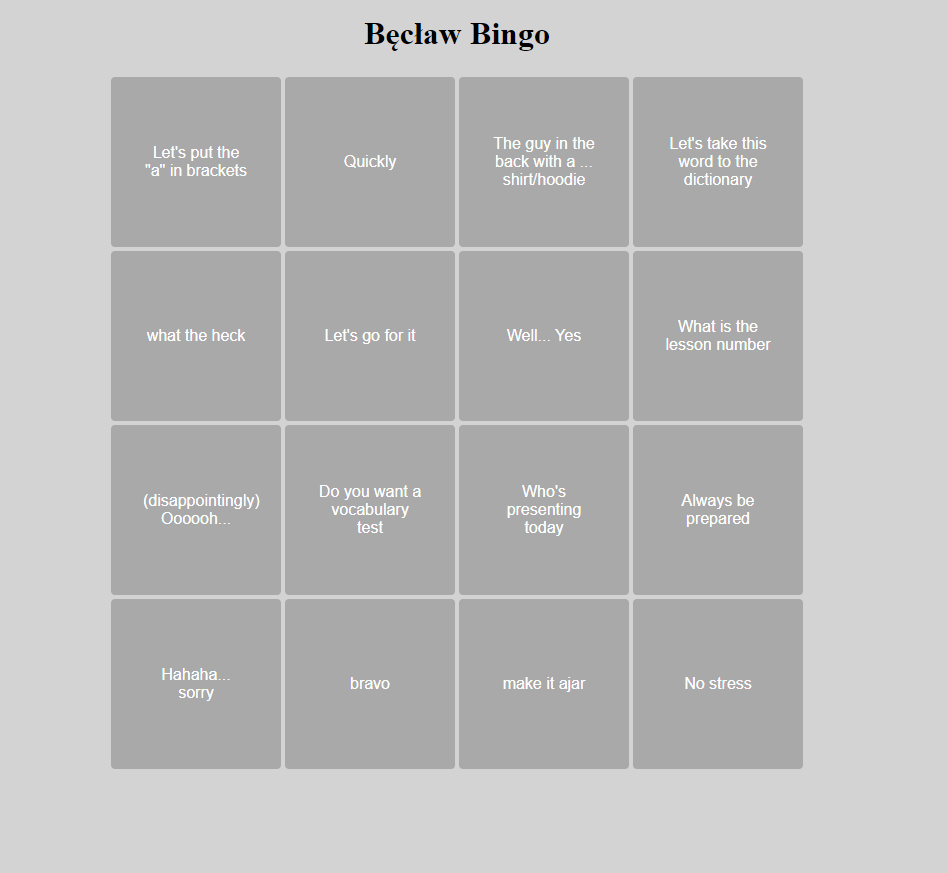 Bęcław Bingo
Let's put the
"a" in brackets
Quickly
The guy in the
back with a ...
shirt/hoodie
Let's take this
word to the
dictionary
what the heck
Let's go for it
Well... Yes
What is the
lesson number
(disappointingly)
Oooooh...
Do you want a
vocabulary
test
Who's
presenting
today
Always be
prepared
Hahaha...
sorry
bravo
make it ajar
No stress